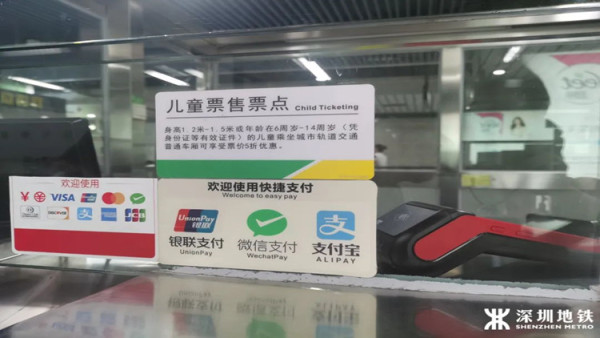 儿童票售票点 Child Ticketing
身高1.2米-1.5米或年龄在6周岁-14周岁（凭
身份证等有效证件）的儿童乘坐城市轨道交通
普通车厢可享受票价5折优惠。
欢迎使用
VISA
DISCOVER
JCB
欢迎使用快捷支付
Welcome to easy pay
UnionPay
银联
银联支付
UnionPay
微信支付
WechatPay
支
支付宝
ALIPAY
深圳地铁
SHENZHEN METRO